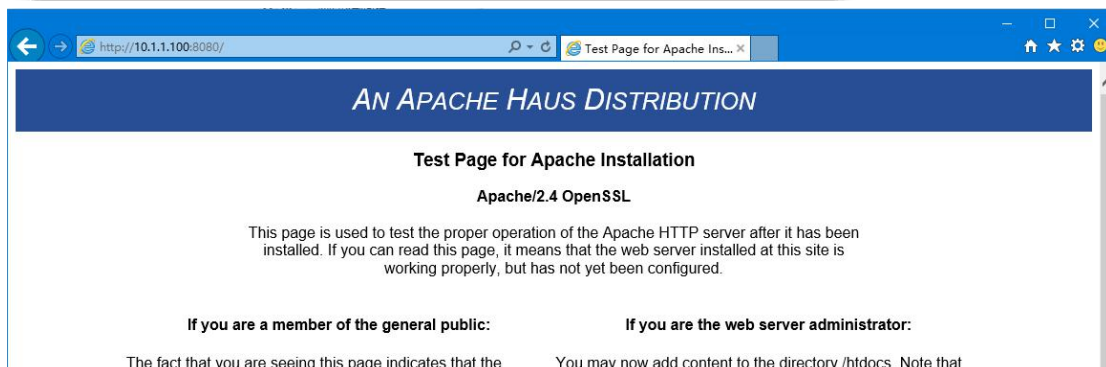 http://10.1.1.100:8080/
Test Page for Apache Ins...
AN APACHE HAUS DISTRIBUTION
Test Page for Apache Installation
Apache/2.4 OpenSSL
This page is used to test the proper operation of the Apache HTTP server after it has been
installed. If you can read this page, it means that the web server installed at this site is
working properly, but has not yet been configured.
If you are a member of the general public:
The fact that you are seeing this page indicates that the
If you are the web server administrator:
You may now add content to the directory /htdocs. Note that